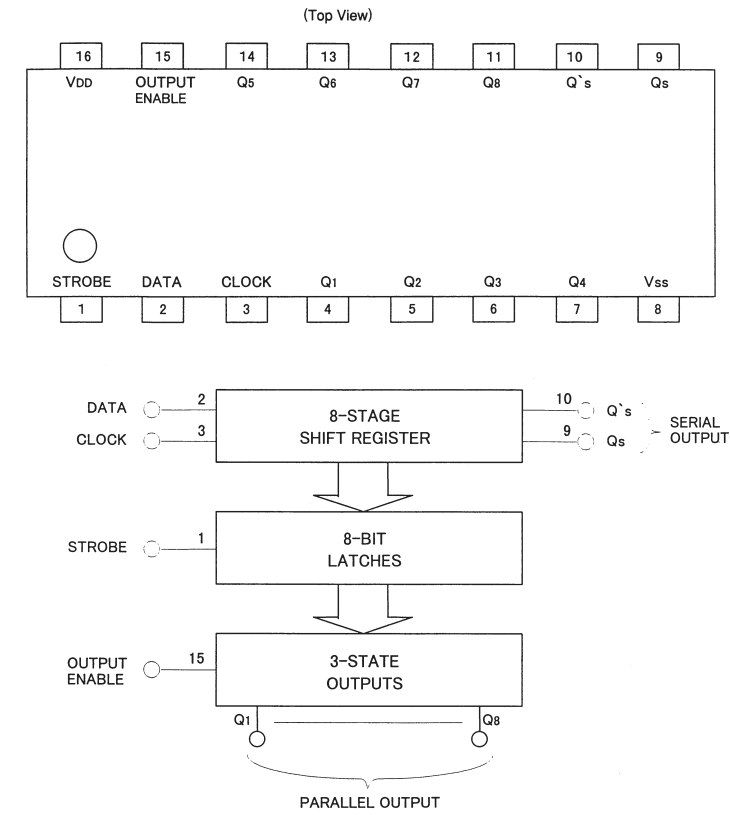 (Top View)
16 15 14 13 12 11 10 9
VDD OUTPUT ENABLE Q5 Q6 Q7 Q8 Q`s Qs
STROBE DATA CLOCK Q1 Q2 Q3 Q4 Vss
1 2 3 4 5 6 7 8
DATA 2 8-STAGE 10 Q`s
SHIFT REGISTER
CLOCK 3 9 Qs
SERIAL
OUTPUT
STROBE 1 8-BIT
LATCHES
OUTPUT
ENABLE 15 3-STATE
OUTPUTS
Q1 Q8
PARALLEL OUTPUT